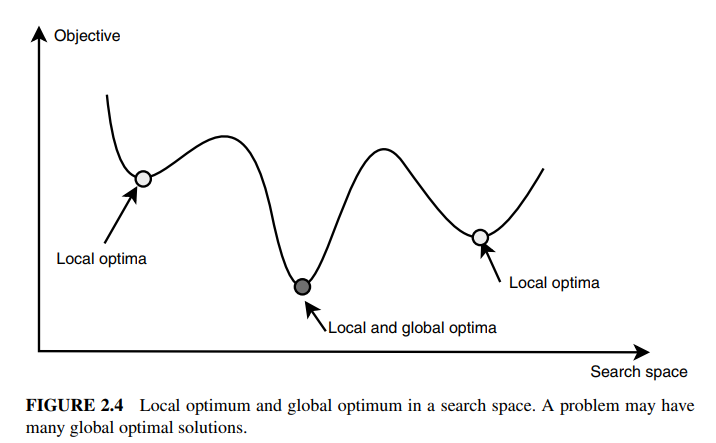 Objective
Local optima
Local optima
Local and global optima
Search space
FIGURE 2.4 Local optimum and global optimum in a search space. A problem may have
many global optimal solutions.